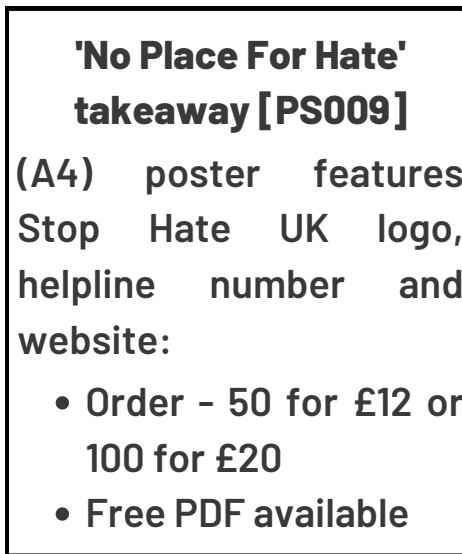 'No Place For Hate'
takeaway [PS009]
(A4) poster features
Stop Hate UK logo,
helpline number and
website:
• Order - 50 for £12 or
100 for £20
• Free PDF available